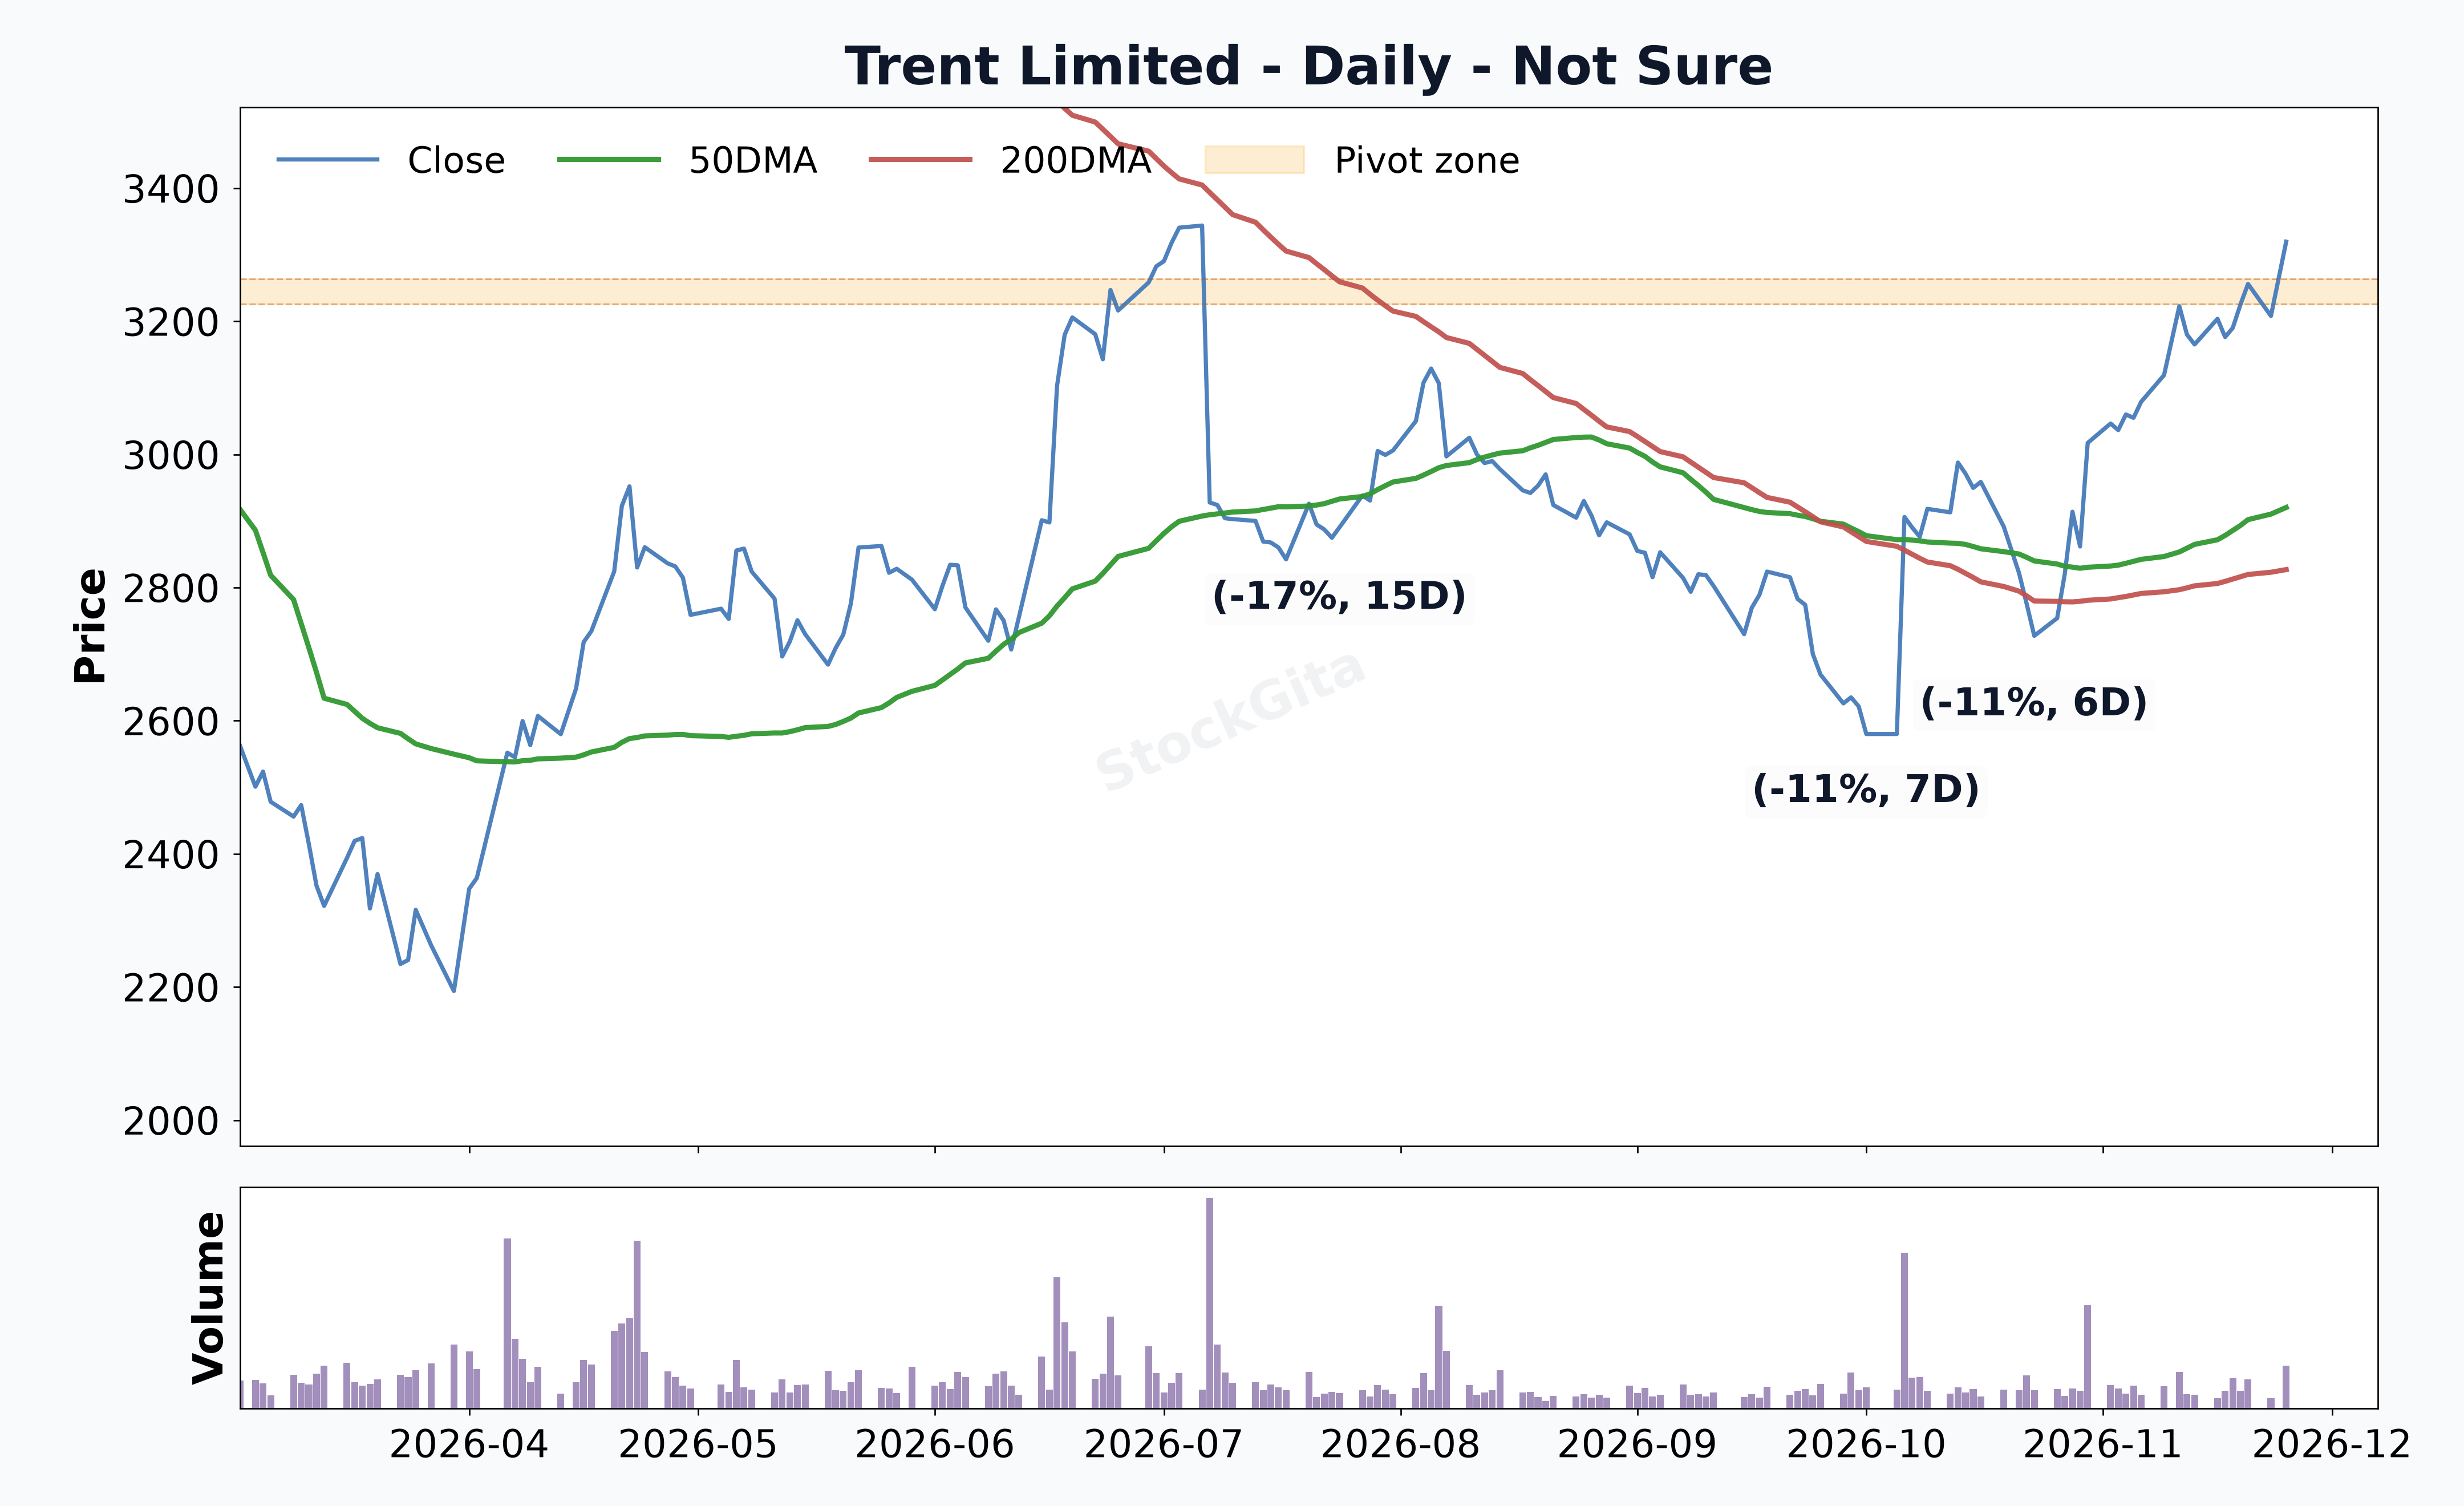 Trent Limited - Daily - Not Sure
Close 50DMA 200DMA Pivot zone
3400
3200
3000
2800
2600
2400
2200
2000
Price
(-17%, 15D)
(-11%, 6D)
(-11%, 7D)
StockGita
Volume
2026-04 2026-05 2026-06 2026-07 2026-08 2026-09 2026-10 2026-11 2026-12